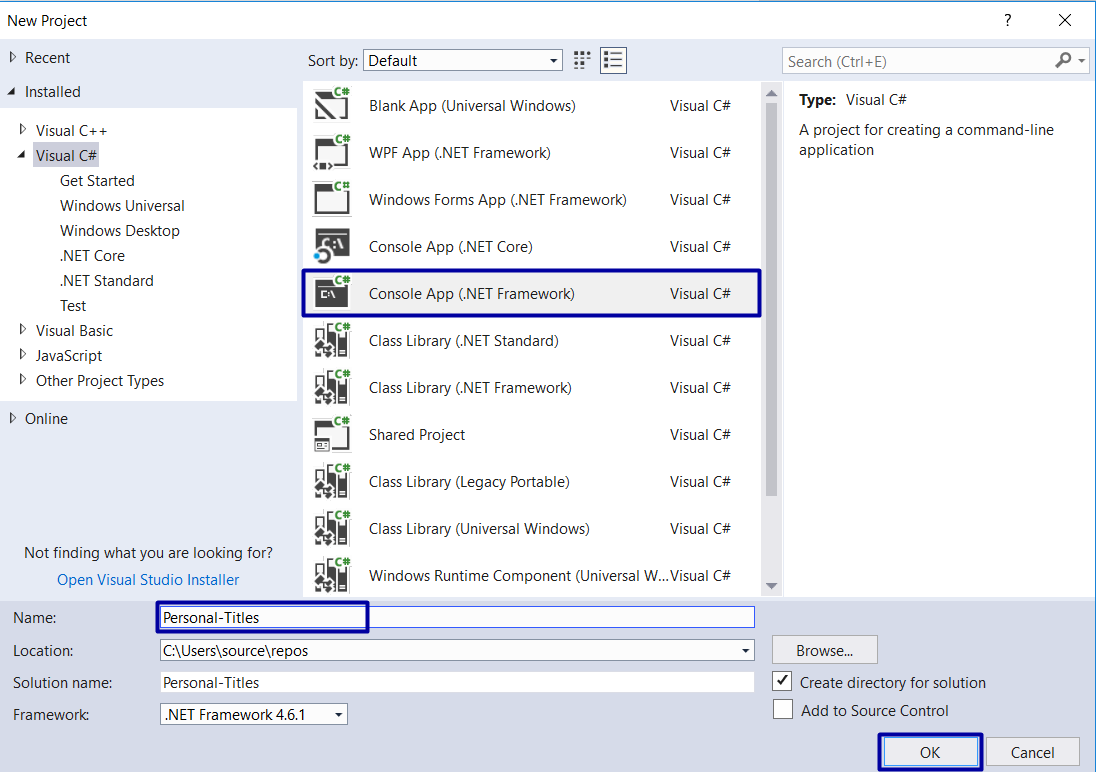 New Project
?
Recent
Installed
Visual C++
Visual C#
Get Started
Windows Universal
Windows Desktop
.NET Core
.NET Standard
Test
Visual Basic
JavaScript
Other Project Types
Online
Not finding what you are looking for?
Open Visual Studio Installer
Sort by: Default
Blank App (Universal Windows) Visual C#
WPF App (.NET Framework) Visual C#
Windows Forms App (.NET Framework) Visual C#
Console App (.NET Core) Visual C#
Console App (.NET Framework) Visual C#
Class Library (.NET Standard) Visual C#
Class Library (.NET Framework) Visual C#
Shared Project Visual C#
Class Library (Legacy Portable) Visual C#
Class Library (Universal Windows) Visual C#
Windows Runtime Component (Universal W... Visual C#
Search (Ctrl+E)
Type: Visual C#
A project for creating a command-line
application
Name: Personal-Titles
Location: C:\Users\source\repos
Browse...
Solution name: Personal-Titles
Create directory for solution
Framework: .NET Framework 4.6.1
Add to Source Control
OK
Cancel